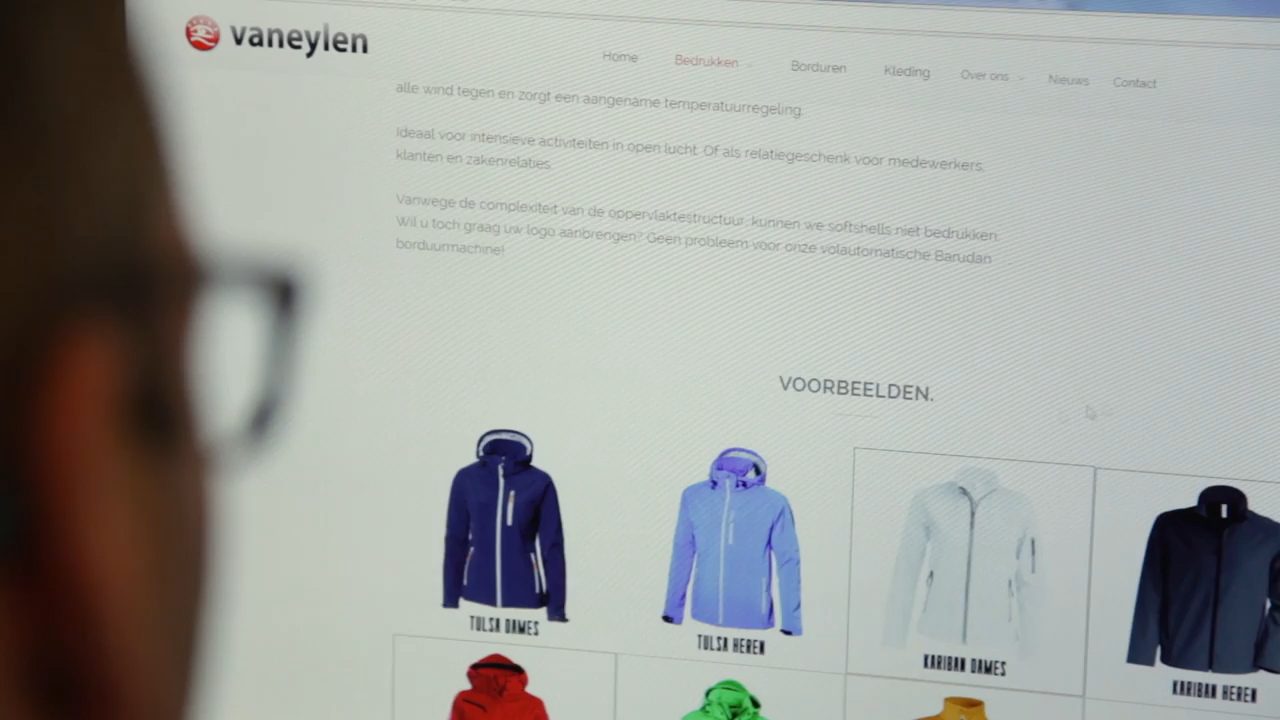 vaneylen
Home Bedrukken Borduren Kleding Over ons Nieuws Contact
alle wind tegen en zorgt een aangename temperatuurregeling.
Ideaal voor intensieve activiteiten in open lucht. Of als relatiegeschenk voor medewerkers,
klanten en zakenrelaties.
Vanwege de complexiteit van de oppervlaktestructuur, kunnen we softshells niet bedrukken.
Wil u toch graag uw logo aanbrengen? Geen probleem voor onze volautomatische Barudan
borduurmachine!
VOORBEELDEN.
TULSA DAMES
TULSA HEREN
KARIBAN DAMES
KARIBAN HEREN